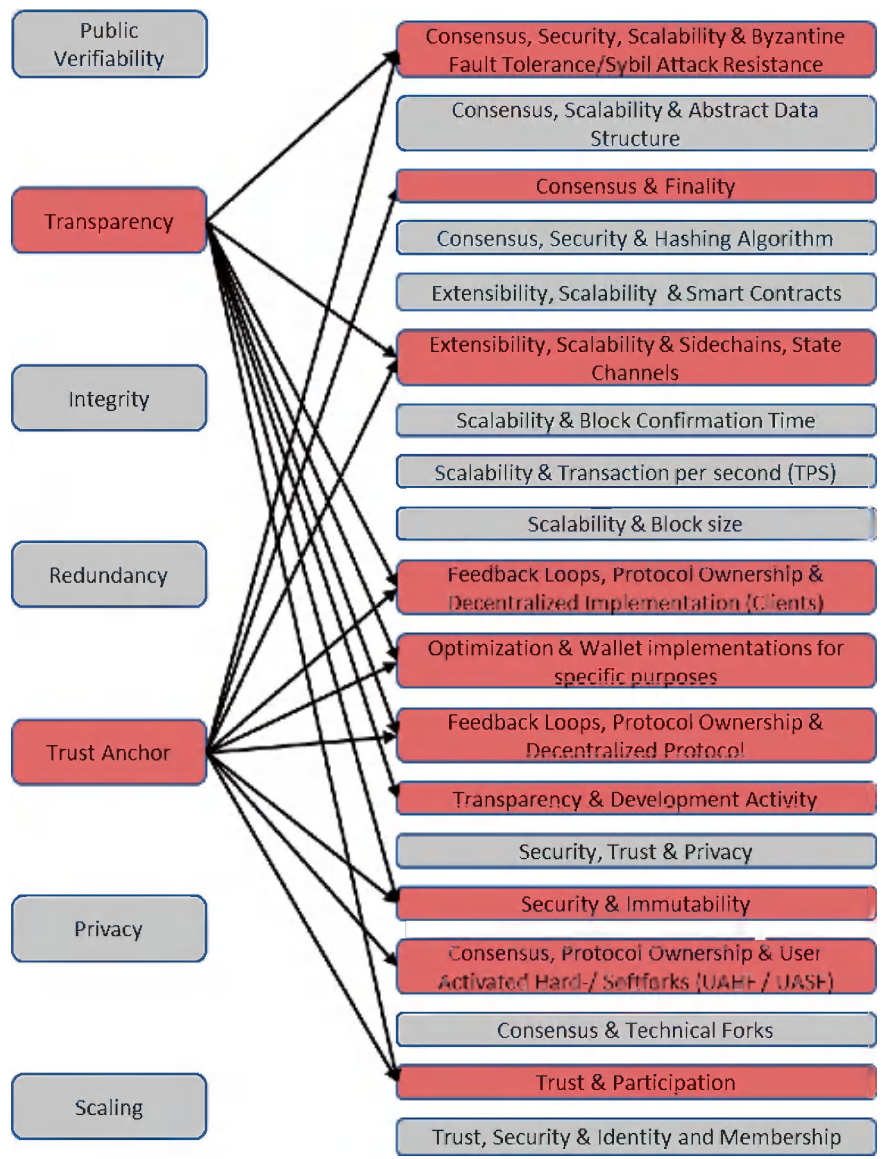 Public
Verifiability
Transparency
Integrity
Redundancy
Trust Anchor
Privacy
Scaling
Consensus, Security, Scalability & Byzantine
Fault Tolerance/Sybil Attack Resistance
Consensus, Scalability & Abstract Data
Structure
Consensus & Finality
Consensus, Security & Hashing Algorithm
Extensibility, Scalability & Smart Contracts
Extensibility, Scalability & Sidechains, State
Channels
Scalability & Block Confirmation Time
Scalability & Transaction per second (TPS)
Scalability & Block size
Feedback Loops, Protocol Ownership &
Decentralized Implementation (Clients)
Optimization & Wallet implementations for
specific purposes
Feedback Loops, Protocol Ownership &
Decentralized Protocol
Transparency & Development Activity
Security, Trust & Privacy
Security & Immutability
Consensus, Protocol Ownership & User
Activated Hard-/ Softforks (UAHF / UASF)
Consensus & Technical Forks
Trust & Participation
Trust, Security & Identity and Membership